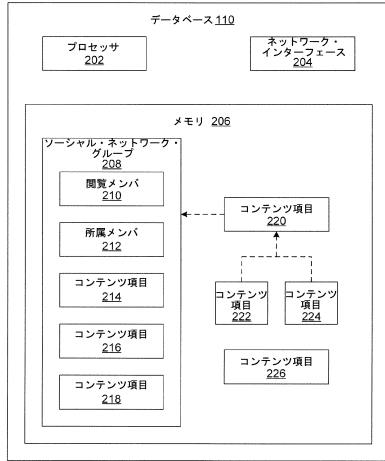 データベース 110
プロセッサ
202
ネットワーク・
インターフェース
204
メモリ 206
ソーシャル・ネットワーク・
グループ
208
閲覧メンバ
210
所属メンバ
212
コンテンツ項目
214
コンテンツ項目
216
コンテンツ項目
218
コンテンツ項目
220
コンテンツ
項目
222
コンテンツ
項目
224
コンテンツ項目
226